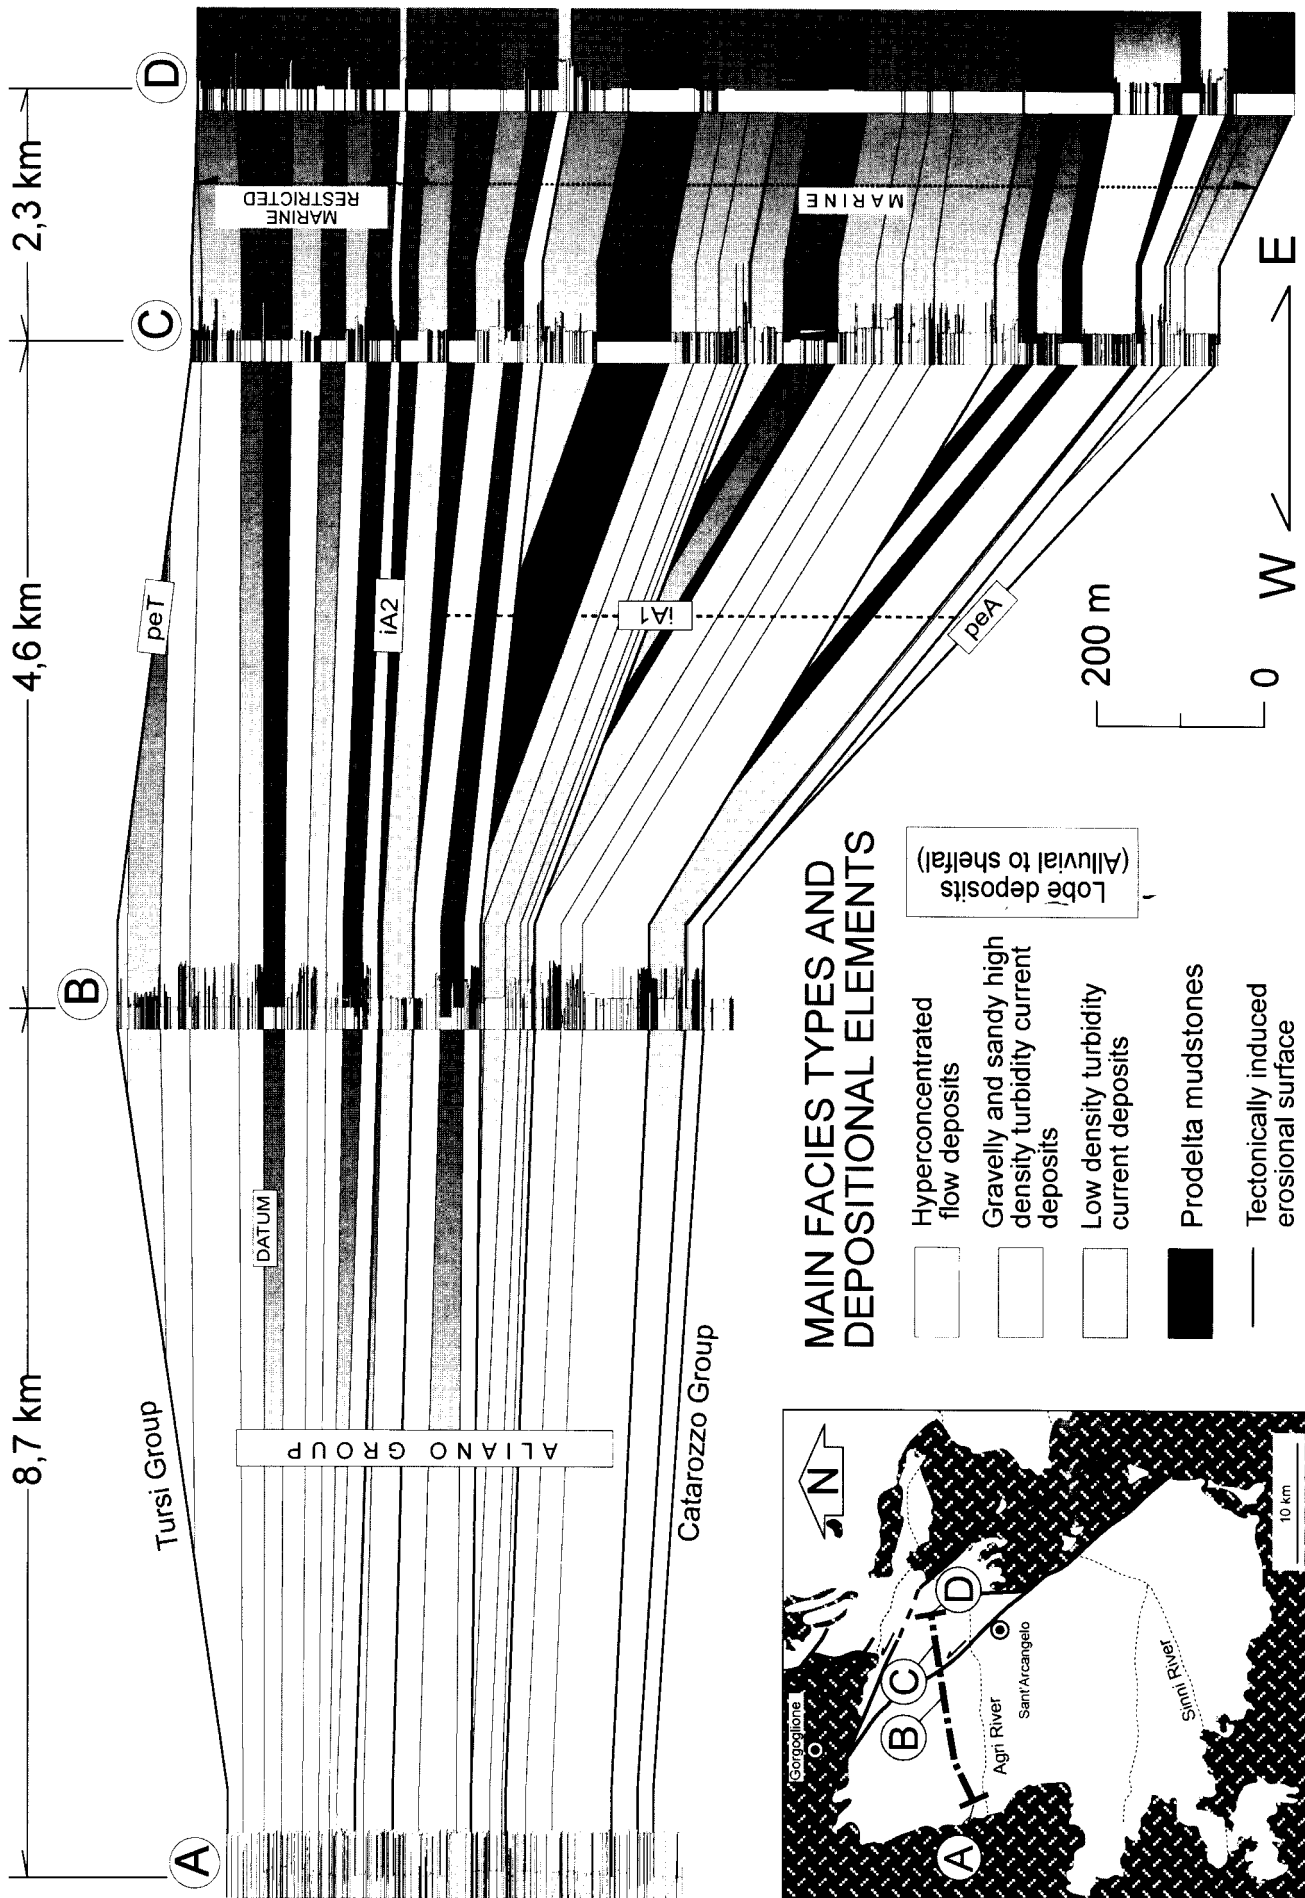 8,7 km
4,6 km
2,3 km
A
B
C
D
Tursi Group
peT
DATUM
ALIANO GROUP
iA2
iA1
peA
MARINE
RESTRICTED
MARINE
Catarozzo Group
MAIN FACIES TYPES AND
DEPOSITIONAL ELEMENTS
Hyperconcentrated
flow deposits
Gravelly and sandy high
density turbidity current
deposits
Low density turbidity
current deposits
Prodelta mudstones
Tectonically induced
erosional surface
Lobe deposits
(Alluvial to shelfal)
200 m
0
W
E
N
Gorgoglione
A
B
C
D
Agri River
Sant'Arcangelo
Sinni River
10 km